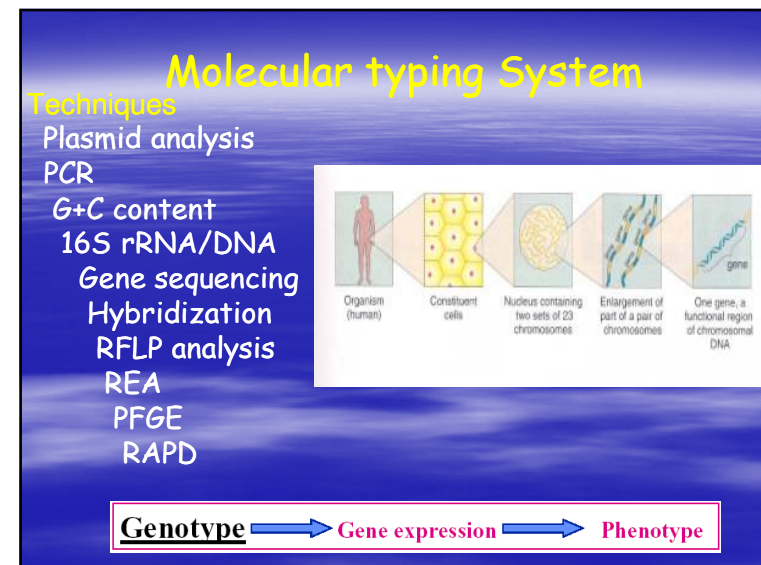 Molecular typing System
Techniques
Plasmid analysis
PCR
G+C content
16S rRNA/DNA
Gene sequencing
Hybridization
RFLP analysis
REA
PFGE
RAPD
gene
Organism
(human)
Constituent
cells
Nucleus containing
two sets of 23
chromosomes
Enlargement of
part of a pair of
chromosomes
One gene, a
functional region
of chromosomal
DNA
Genotype Gene expression Phenotype